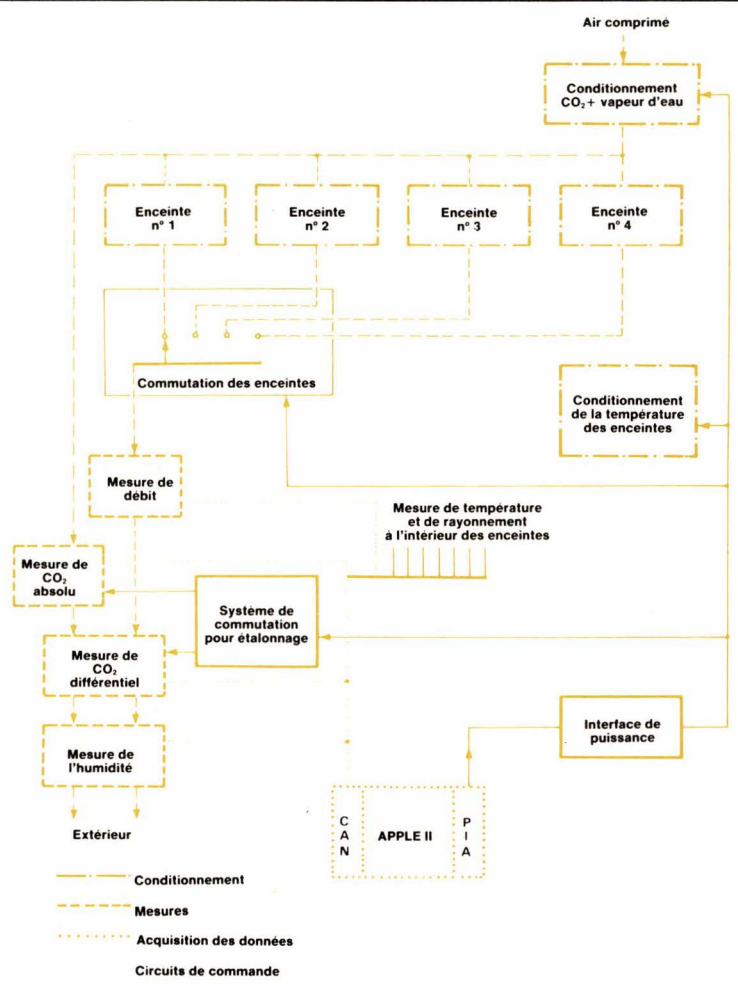 Air comprimé
Conditionnement
CO₂ + vapeur d'eau
Enceinte
n° 1
Enceinte
n° 2
Enceinte
n° 3
Enceinte
n° 4
Commutation des enceintes
Conditionnement
de la température
des enceintes
Mesure de
débit
Mesure de température
et de rayonnement
à l'intérieur des enceintes
Mesure de
CO₂
absolu
Système de
commutation
pour étalonnage
Mesure de
CO₂
différentiel
Interface de
puissance
Mesure de
l'humidité
Extérieur
C
A
N
APPLE II
P
I
A
Conditionnement
Mesures
Acquisition des données
Circuits de commande